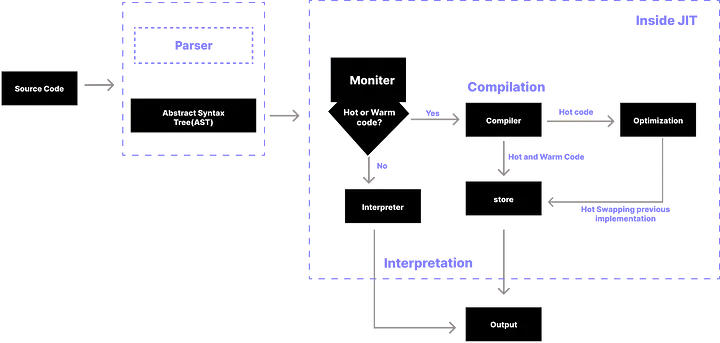 Inside JIT
Parser
Source Code
Abstract Syntax
Tree(AST)
Moniter
Hot or Warm
code?
Yes
No
Compilation
Compiler
Hot code
Optimization
Hot and Warm Code
store
Hot Swapping previous
implementation
Interpreter
Interpretation
Output